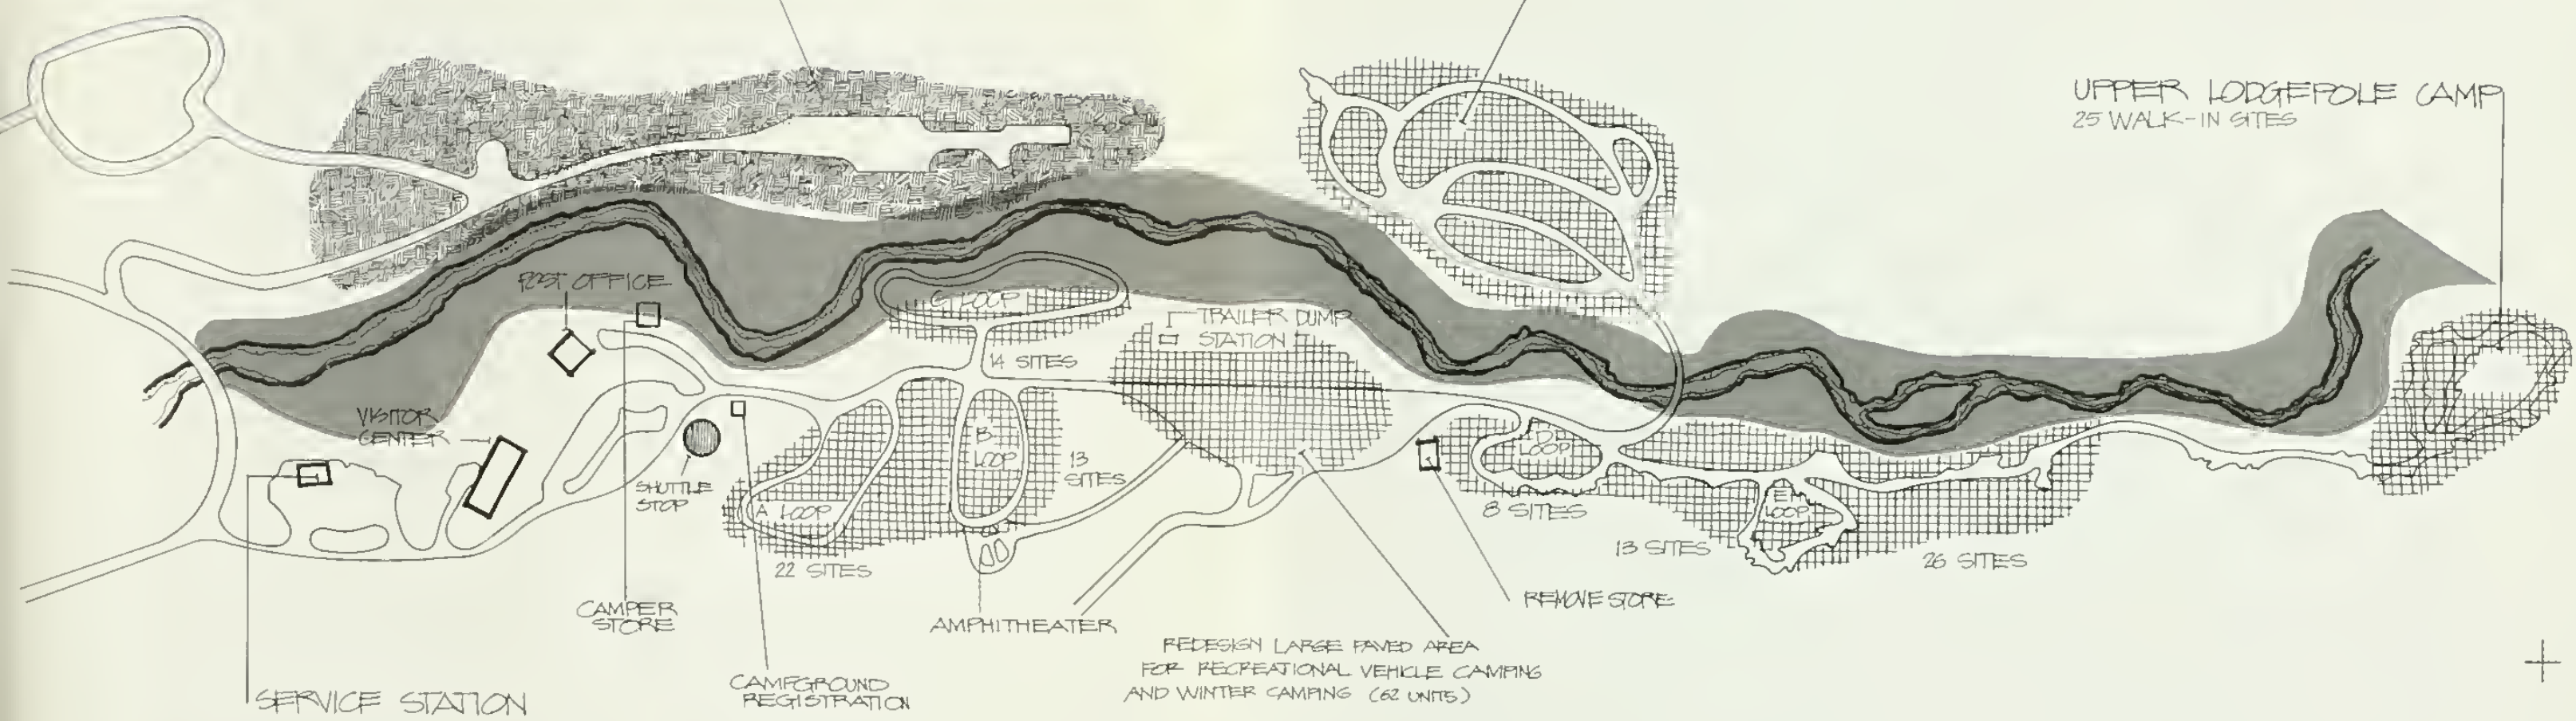 UPPER LODGEPOLE CAMP
25 WALK-IN SITES
POST OFFICE
G LOOP
TRAILER DUMP
STATION
14 SITES
VISITOR
CENTER
B
LOOP
13
SITES
D
LOOP
SHUTTLE
STOP
A LOOP
E
LOOP
8 SITES
13 SITES
26 SITES
22 SITES
CAMPER
STORE
AMPHITHEATER
REMOVE STORE
REDESIGN LARGE PAVED AREA
FOR RECREATIONAL VEHICLE CAMPING
AND WINTER CAMPING (62 UNITS)
CAMPGROUND
REGISTRATION
SERVICE STATION